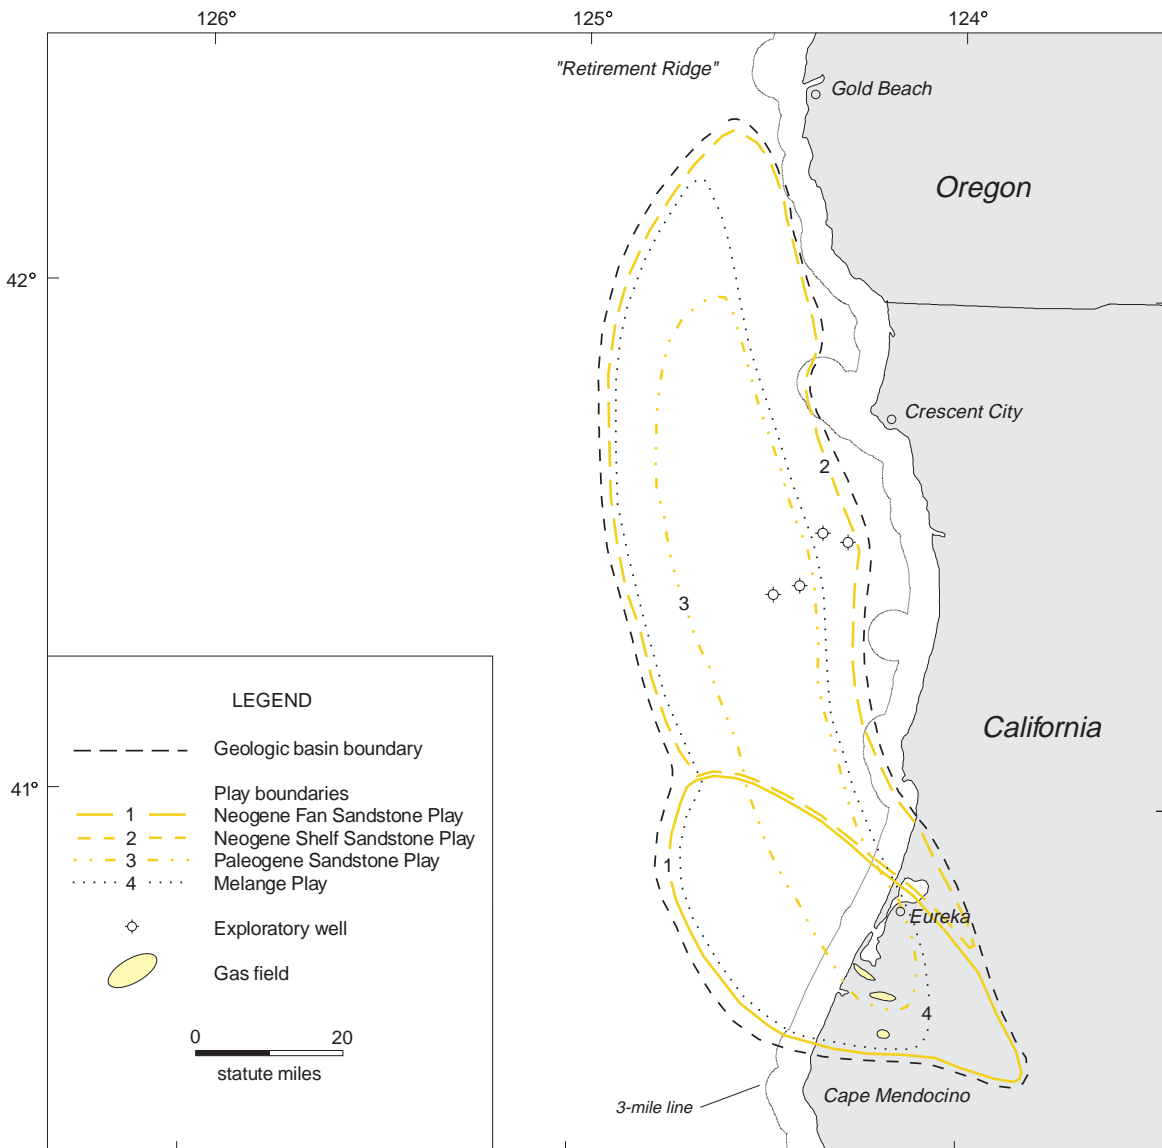 126°
125°
124°
"Retirement Ridge"
Gold Beach
Oregon
42°
Crescent City
2
3
California
41°
1
Eureka
4
Cape Mendocino
3-mile line
LEGEND
Geologic basin boundary
Play boundaries
1 Neogene Fan Sandstone Play
2 Neogene Shelf Sandstone Play
3 Paleogene Sandstone Play
4 Melange Play
Exploratory well
Gas field
0 20
statute miles